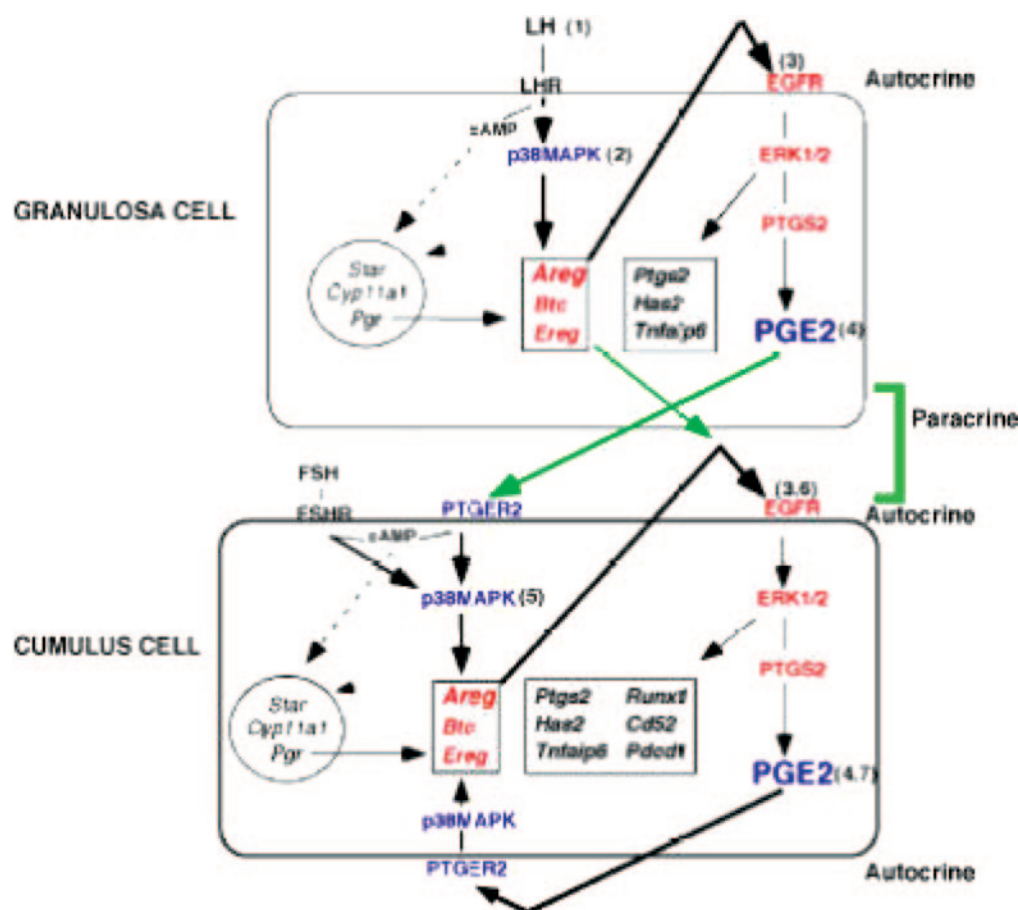 LH (1)
(3)
LHR
EGFR
Autocrine
cAMP
p38MAPK (2)
ERK1/2
GRANULOSA CELL
PTGS2
Star
Cyp11a1
Pgr
Areg
Btc
Ereg
Ptgs2
Has2
Tnfaip6
PGE2 (4)
Paracrine
FSH
(3.6)
FSHR
PTGER2
EGFR
Autocrine
cAMP
p38MAPK (5)
ERK1/2
CUMULUS CELL
PTGS2
Star
Cyp11a1
Pgr
Areg
Btc
Ereg
Ptgs2 Runx1
Has2 Cd52
Tnfaip6 Pdcd1
PGE2 (4,7)
p38MAPK
PTGER2
Autocrine